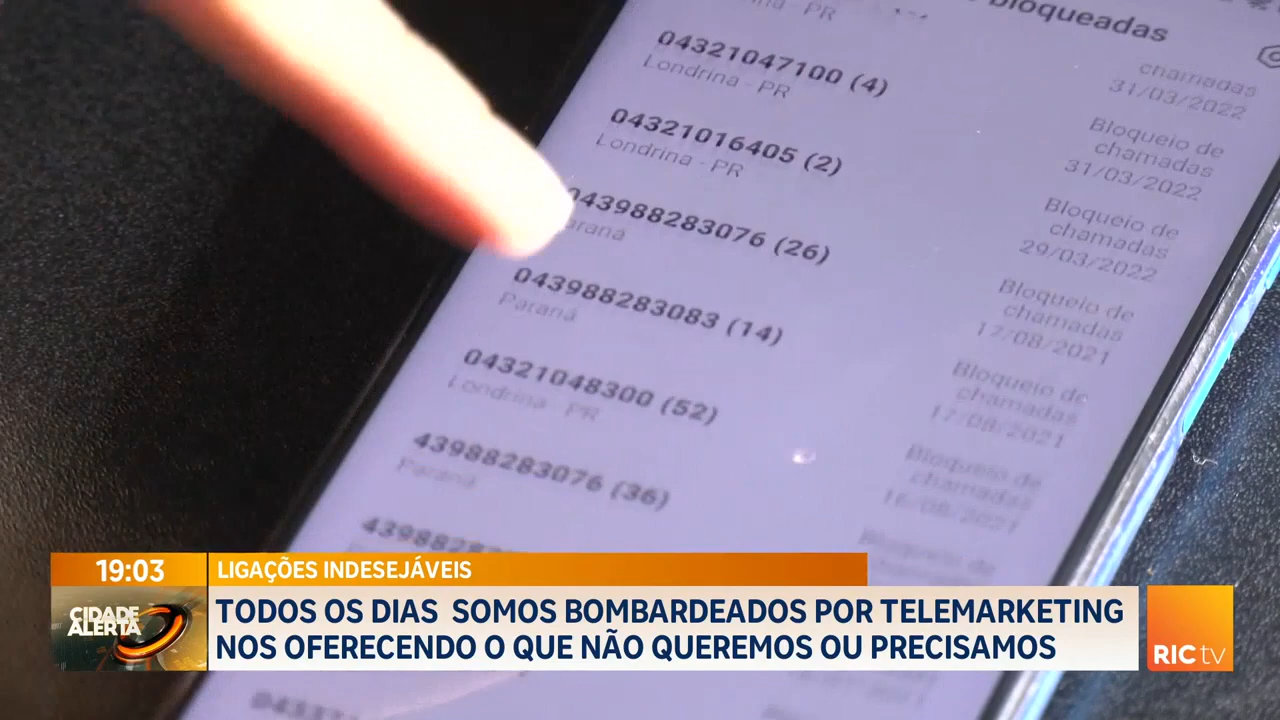 bloqueadas
PR
04321047100 (4)
Londrina - PR
chamadas
31/03/2022
04321016405 (2)
Londrina - PR
Bloqueio de
chamadas
31/03/2022
043988283076 (26)
Paraná
Bloqueio de
chamadas
29/03/2022
043988283083 (14)
Paraná
Bloqueio de
chamadas
17/08/2021
04321048300 (52)
Londrina - PR
Bloqueio de
chamadas
17/08/2021
43988283076 (36)
Paraná
Bloqueio de
chamadas
16/08/2021
19:03
LIGAÇÕES INDESEJÁVEIS
CIDADE
ALERTA
TODOS OS DIAS SOMOS BOMBARDEADOS POR TELEMARKETING
NOS OFERECENDO O QUE NÃO QUEREMOS OU PRECISAMOS
RICtv